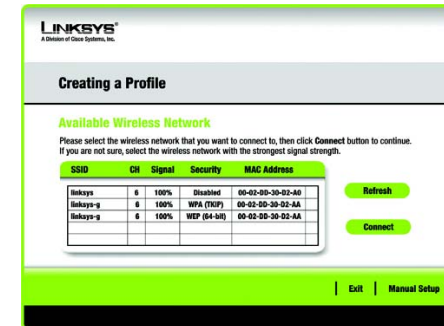 LINKSYS®
A Division of Cisco Systems, Inc.
Creating a Profile
Available Wireless Network
Please select the wireless network that you want to connect to, then click Connect button to continue.
If you are not sure, select the wireless network with the strongest signal strength.
SSID CH Signal Security MAC Address
linksys 6 100% Disabled 00-02-DD-30-D2-A0
linksys-g 6 100% WPA (TKIP) 00-02-DD-30-D2-AA
linksys-g 6 100% WEP (64-bit) 00-02-DD-30-D2-AA
Refresh
Connect
Exit Manual Setup